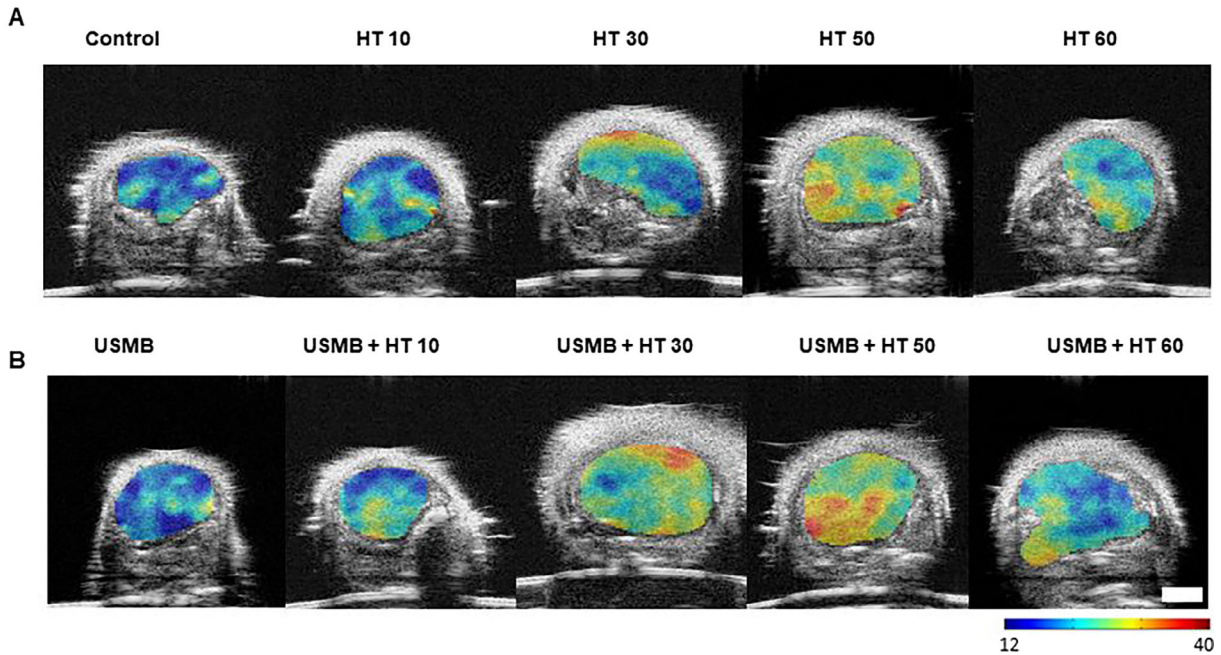 A
Control HT 10 HT 30 HT 50 HT 60
B
USMB USMB + HT 10 USMB + HT 30 USMB + HT 50 USMB + HT 60
12 40